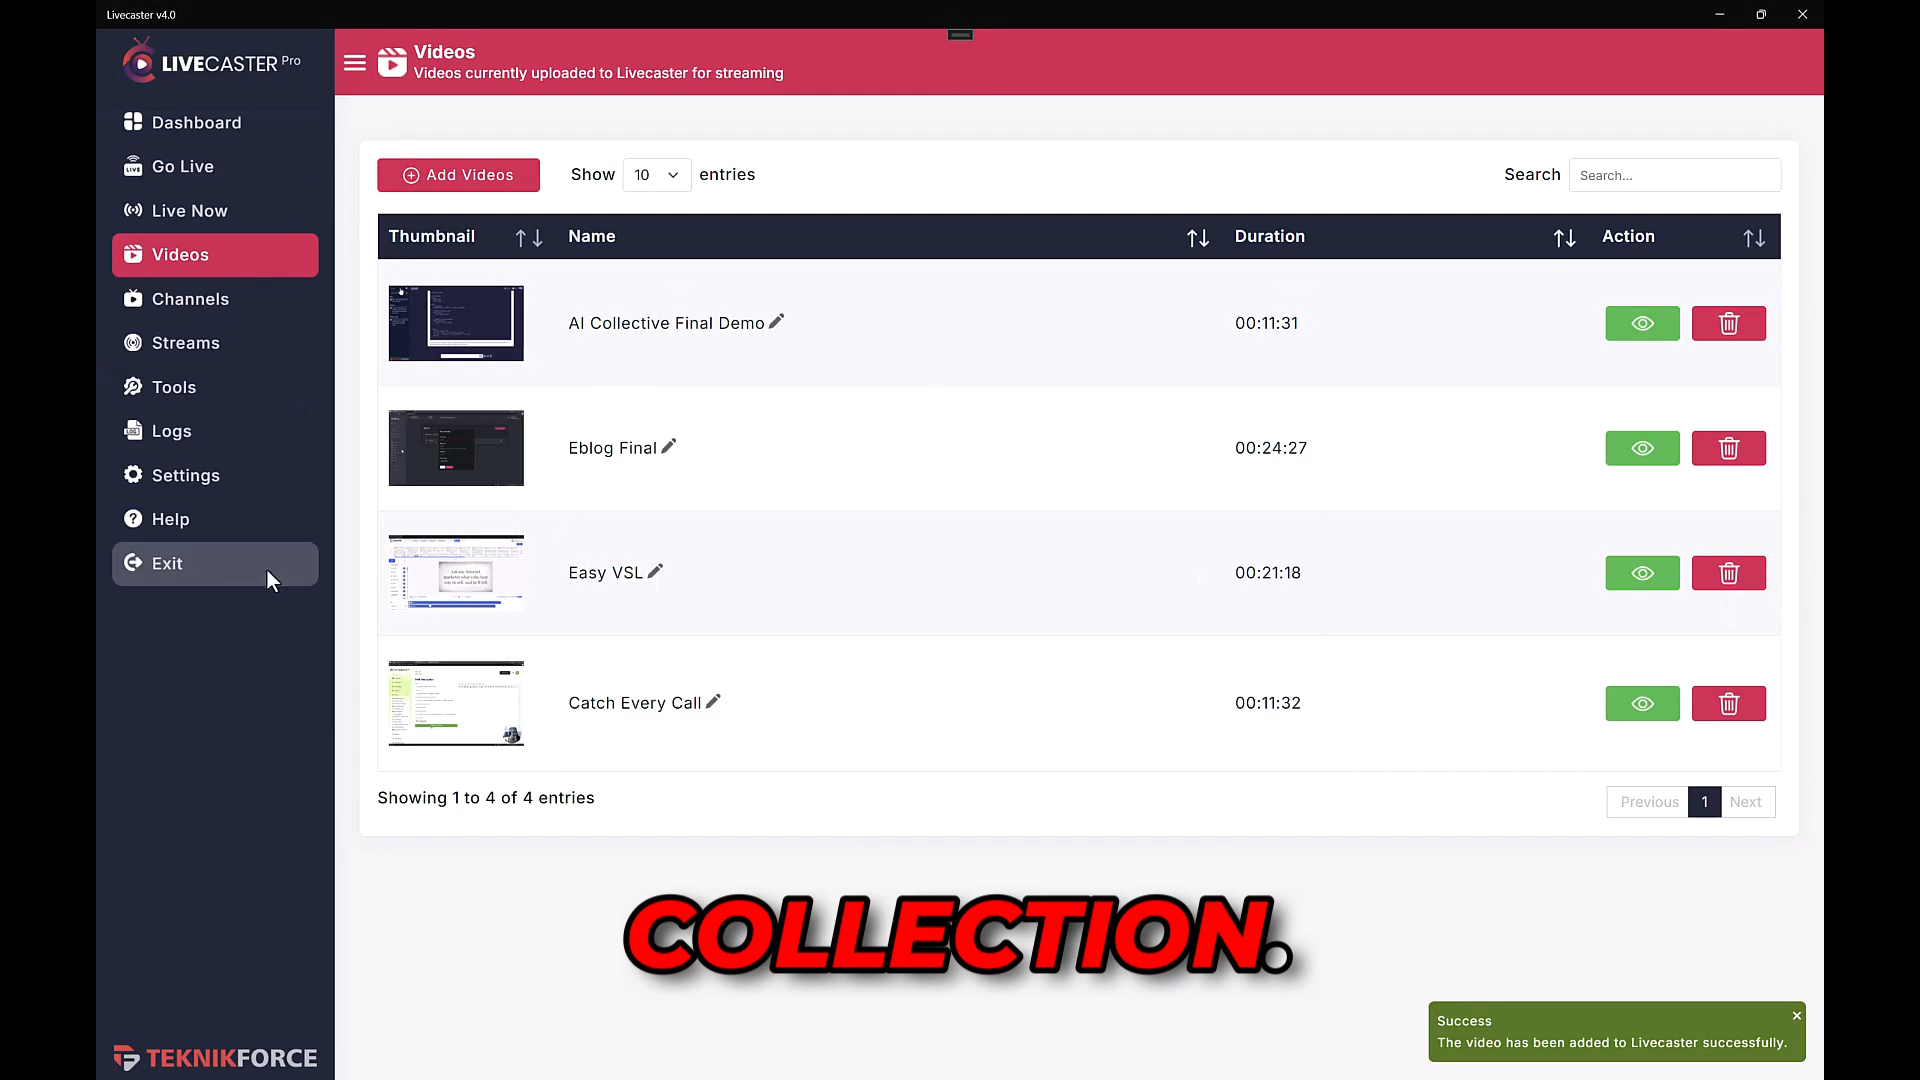 Livecaster v4.0
LIVECASTER Pro
Videos
Videos currently uploaded to Livecaster for streaming
Dashboard
Go Live
Live Now
Videos
Channels
Streams
Tools
Logs
Settings
Help
Exit
Add Videos
Show 10 entries
Search Search...
Thumbnail Name Duration Action
AI Collective Final Demo 00:11:31
Eblog Final 00:24:27
Easy VSL 00:21:18
Catch Every Call 00:11:32
Showing 1 to 4 of 4 entries
Previous 1 Next
COLLECTION.
Success
The video has been added to Livecaster successfully.
TEKNIKFORCE